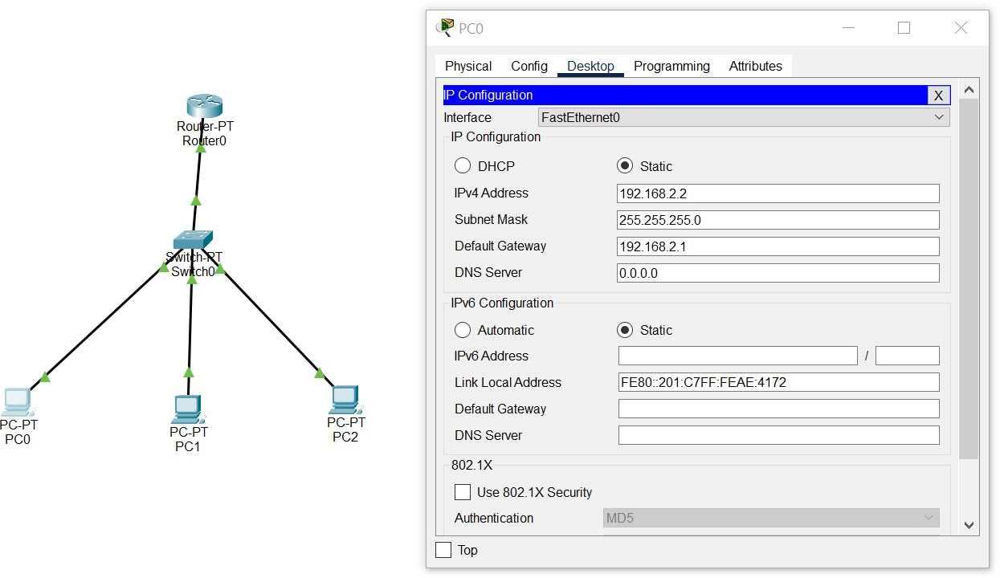 Router-PT
Router0
Switch-PT
Switch0
PC-PT
PC0
PC-PT
PC1
PC-PT
PC2
PC0
Physical Config Desktop Programming Attributes
IP Configuration X
Interface FastEthernet0
IP Configuration
DHCP Static
IPv4 Address 192.168.2.2
Subnet Mask 255.255.255.0
Default Gateway 192.168.2.1
DNS Server 0.0.0.0
IPv6 Configuration
Automatic Static
IPv6 Address /
Link Local Address FE80::201:C7FF:FEAE:4172
Default Gateway
DNS Server
802.1X
Use 802.1X Security
Authentication MD5
Top